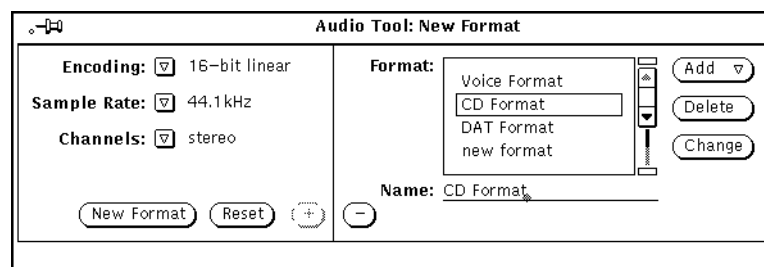 Audio Tool: New Format
Encoding: 16-bit linear
Sample Rate: 44.1kHz
Channels: stereo
New Format Reset +
Format:
Voice Format
CD Format
DAT Format
new format
Add
Delete
Change
Name: CD Format
−